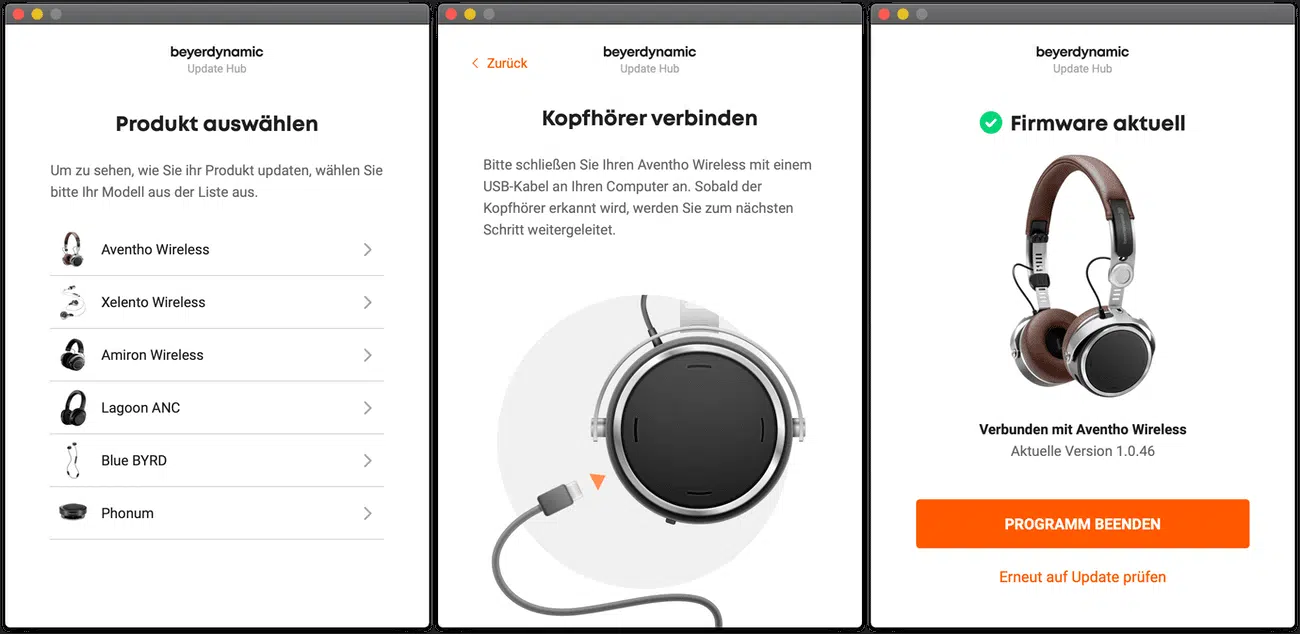 beyerdynamic
Update Hub
Produkt auswählen
Um zu sehen, wie Sie ihr Produkt updaten, wählen Sie
bitte Ihr Modell aus der Liste aus.
Aventho Wireless
Xelento Wireless
Amiron Wireless
Lagoon ANC
Blue BYRD
Phonum
Zurück
beyerdynamic
Update Hub
Kopfhörer verbinden
Bitte schließen Sie Ihren Aventho Wireless mit einem
USB-Kabel an Ihren Computer an. Sobald der
Kopfhörer erkannt wird, werden Sie zum nächsten
Schritt weitergeleitet.
beyerdynamic
Update Hub
Firmware aktuell
Verbunden mit Aventho Wireless
Aktuelle Version 1.0.46
PROGRAMM BEENDEN
Erneut auf Update prüfen